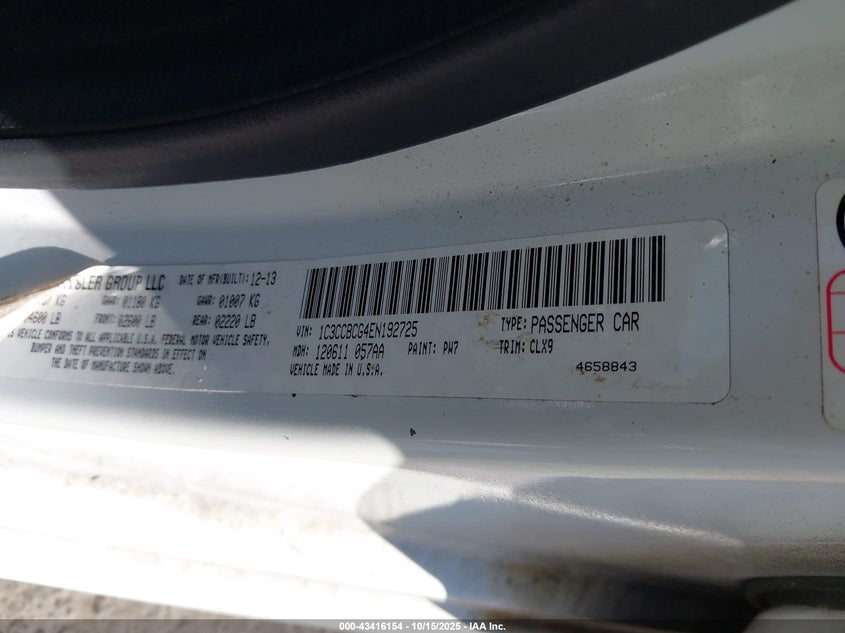 SLER GROUP LLC DATE OF MFR(BUILT): 12-13
KG GAWR: 01180 KG GAWR: 01007 KG
4600 LB FRONT: 02600 LB REAR: 02220 LB
VEHICLE CONFORMS TO ALL APPLICABLE U.S.A. FEDERAL MOTOR VEHICLE SAFETY,
BUMPER AND THEFT PREVENTION STANDARDS IN EFFECT ON
THE DATE OF MANUFACTURE SHOWN ABOVE.
VIN: 1C3CCBCG4EN192725 TYPE: PASSENGER CAR
MDH: 120611 057AA PAINT: PW7 TRIM: CLX9
VEHICLE MADE IN U.S.A. 4658843
000-43416154 - 10/15/2025 - IAA Inc.